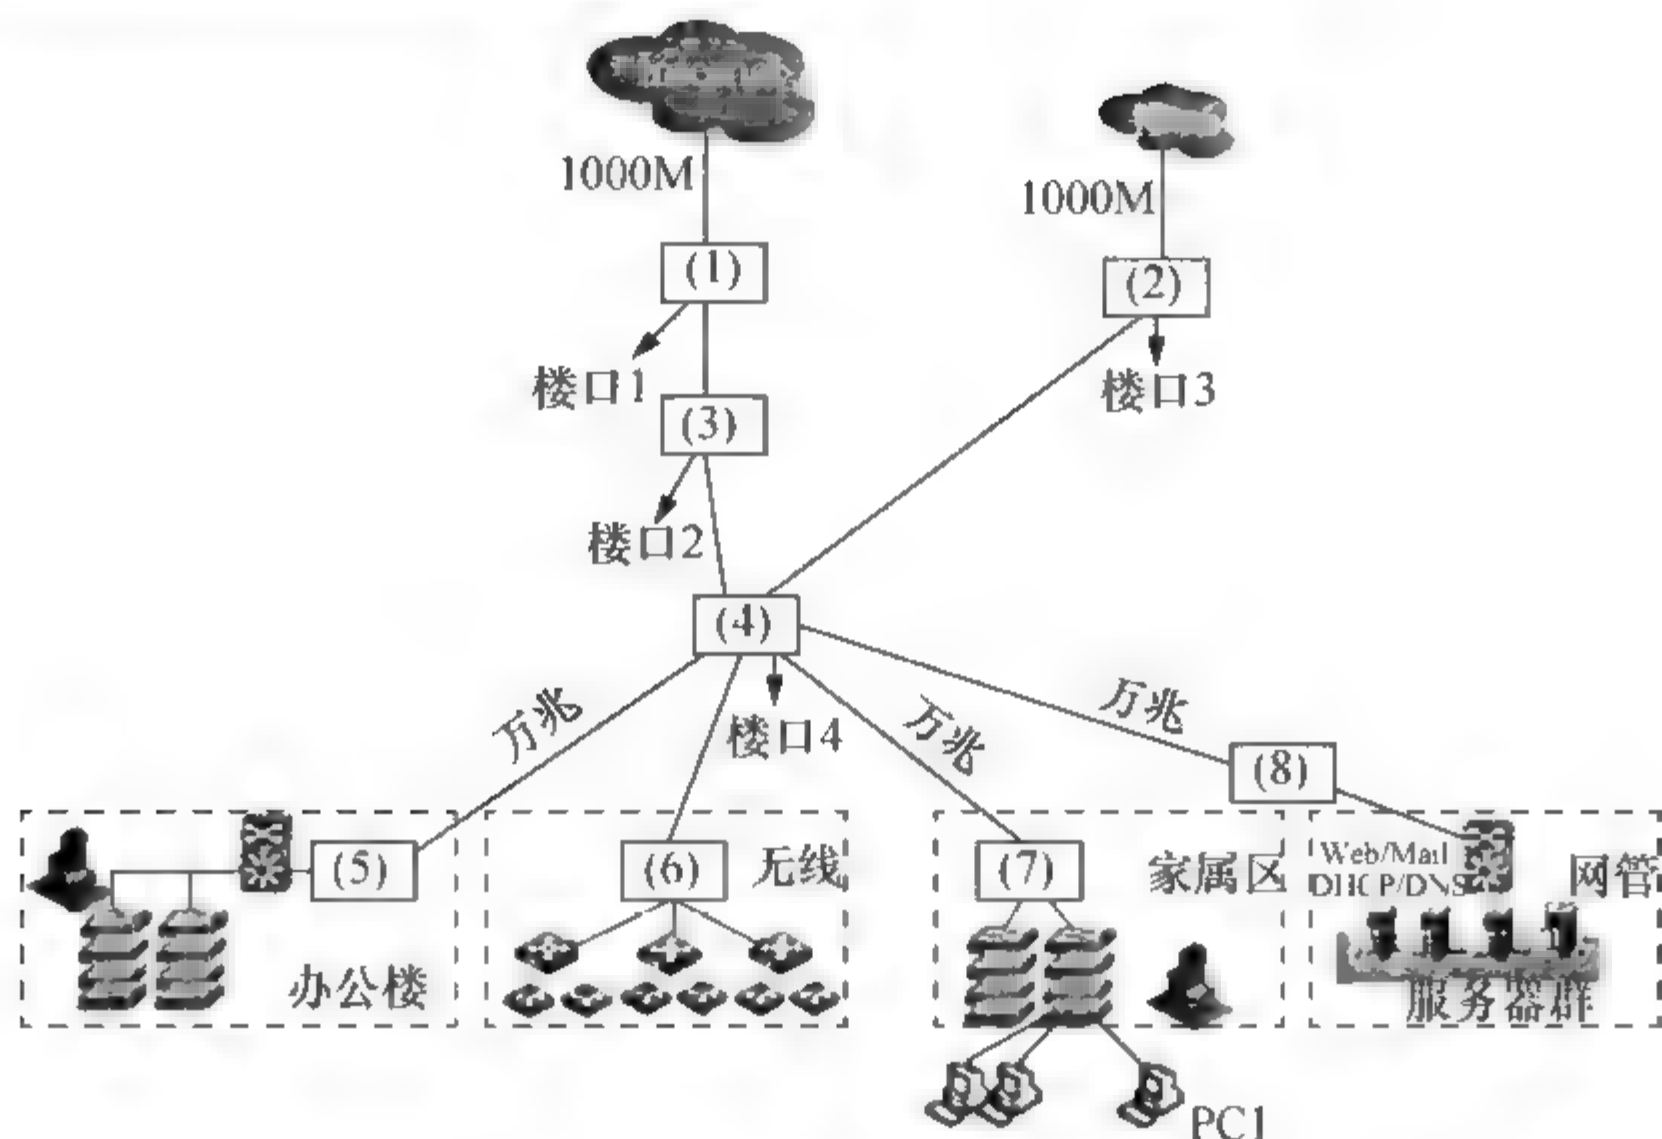 1000M
1000M
(1)
(2)
楼口1
楼口3
(3)
楼口2
(4)
万兆
楼口4
万兆
万兆
(8)
(5)
(6)
无线
(7)
家属区
Web/Mail
DHCP/DNS
网管
办公楼
服务器群
PC1